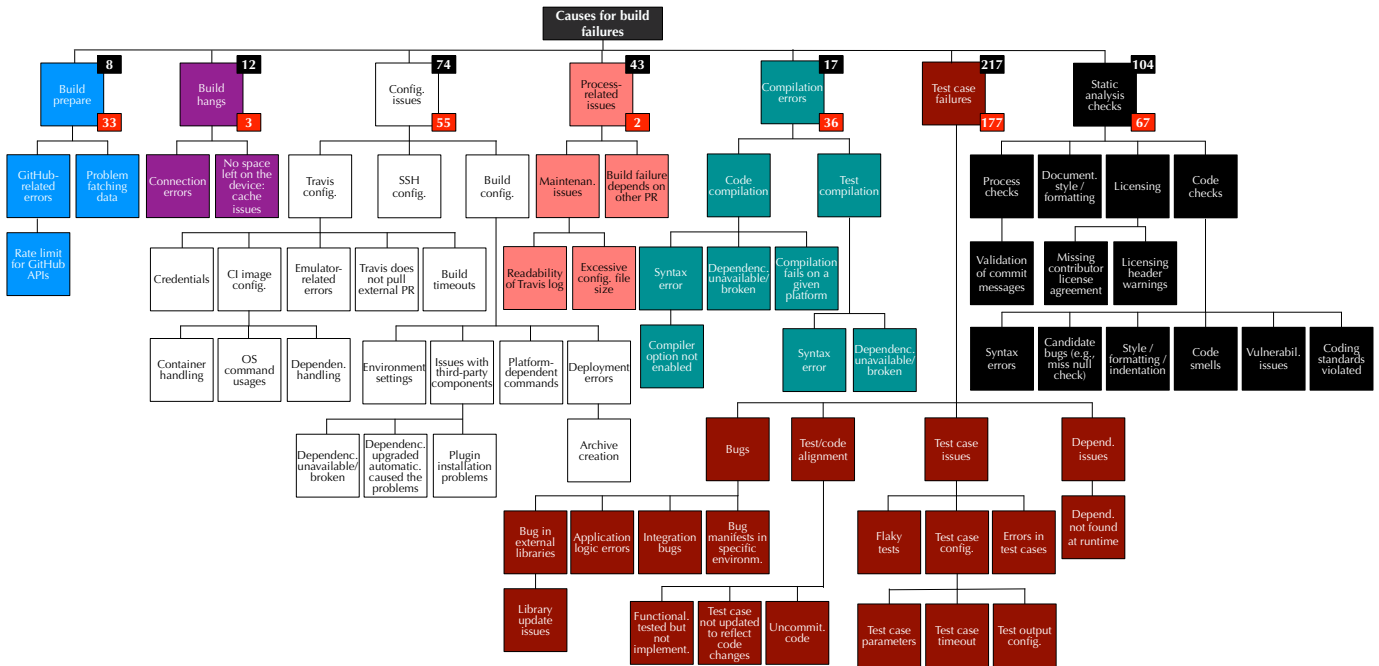 Causes for build
failures
8
Build
prepare
33
12
Build
hangs
3
74
Config.
issues
55
43
Process-
related
issues
2
17
Compilation
errors
36
217
Test case
failures
177
104
Static
analysis
checks
67
GitHub-
related
errors
Problem
fatching
data
Connection
errors
No space
left on the
device:
cache
issues
Travis
config.
SSH
config.
Build
config.
Maintenan.
issues
Build failure
depends on
other PR
Code
compilation
Test
compilation
Process
checks
Document.
style /
formatting
Licensing
Code
checks
Rate limit
for GitHub
APIs
Credentials
CI image
config.
Emulator-
related
errors
Travis does
not pull
external PR
Build
timeouts
Readability
of Travis log
Excessive
config. file
size
Syntax
error
Dependenc.
unavailable/
broken
Compilation
fails on a
given
platform
Validation
of commit
messages
Missing
contributor
license
agreement
Licensing
header
warnings
Container
handling
OS
command
usages
Dependen.
handling
Environment
settings
Issues with
third-party
components
Platform-
dependent
commands
Deployment
errors
Compiler
option not
enabled
Syntax
error
Dependenc.
unavailable/
broken
Syntax
errors
Candidate
bugs (e.g.,
miss null
check)
Style /
formatting /
indentation
Code
smells
Vulnerabil.
issues
Coding
standards
violated
Dependenc.
unavailable/
broken
Dependenc.
upgraded
automatic.
caused the
problems
Plugin
installation
problems
Archive
creation
Bugs
Test/code
alignment
Test case
issues
Depend.
issues
Bug in
external
libraries
Application
logic errors
Integration
bugs
Bug
manifests in
specific
environm.
Flaky
tests
Test case
config.
Errors in
test cases
Depend.
not found
at runtime
Library
update
issues
Functional.
tested but
not
implement.
Test case
not updated
to reflect
code
changes
Uncommit.
code
Test case
parameters
Test case
timeout
Test output
config.